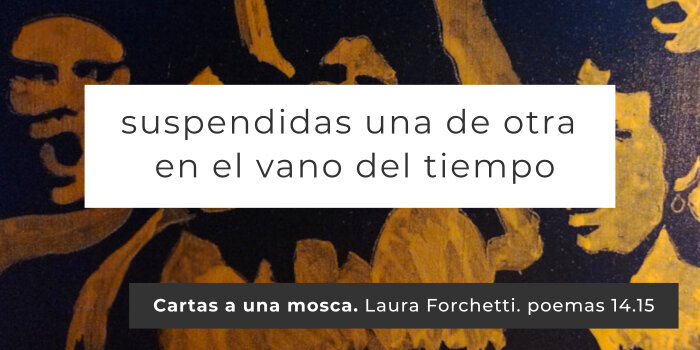 suspendidas una de otra
en el vano del tiempo
Cartas a una mosca. Laura Forchetti. poemas 14.15